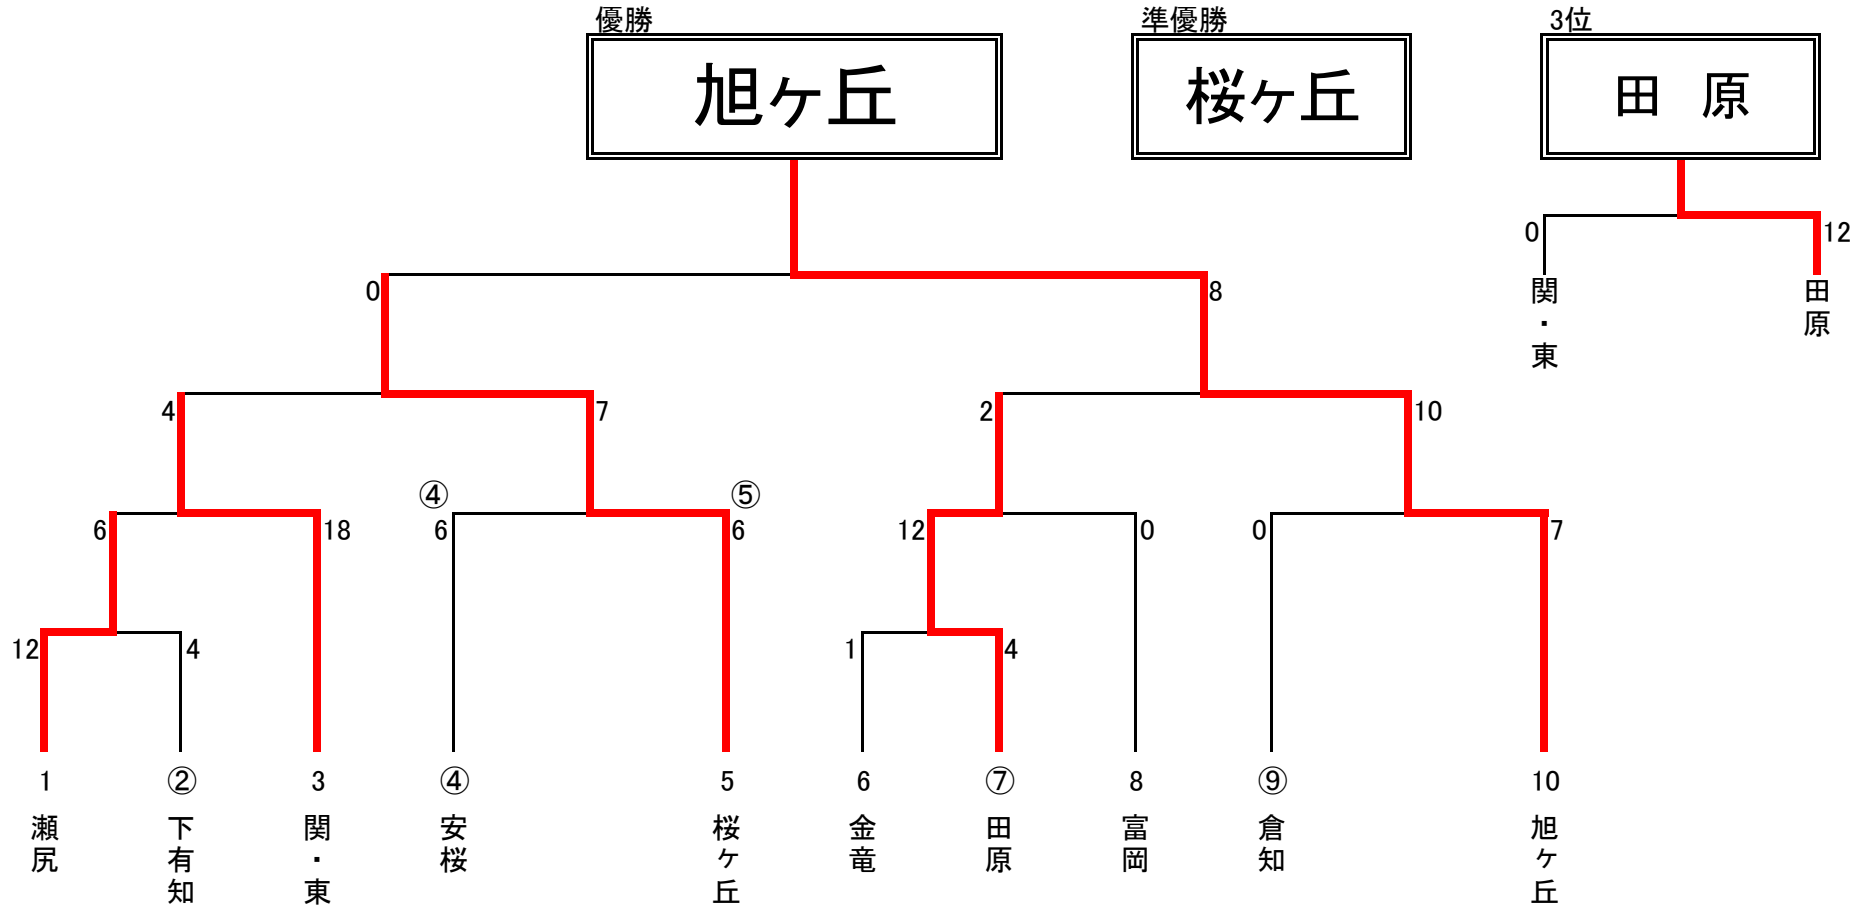 優勝
準優勝
3位
旭ヶ丘
桜ヶ丘
田　原
0
12
関・東
田原
0
8
4
7
2
10
④
⑤
6
18
6
6
12
0
0
7
12
4
1
4
1
②
3
④
5
6
⑦
8
⑨
10
瀬尻
下有知
関・東
安桜
桜ヶ丘
金竜
田原
富岡
倉知
旭ヶ丘